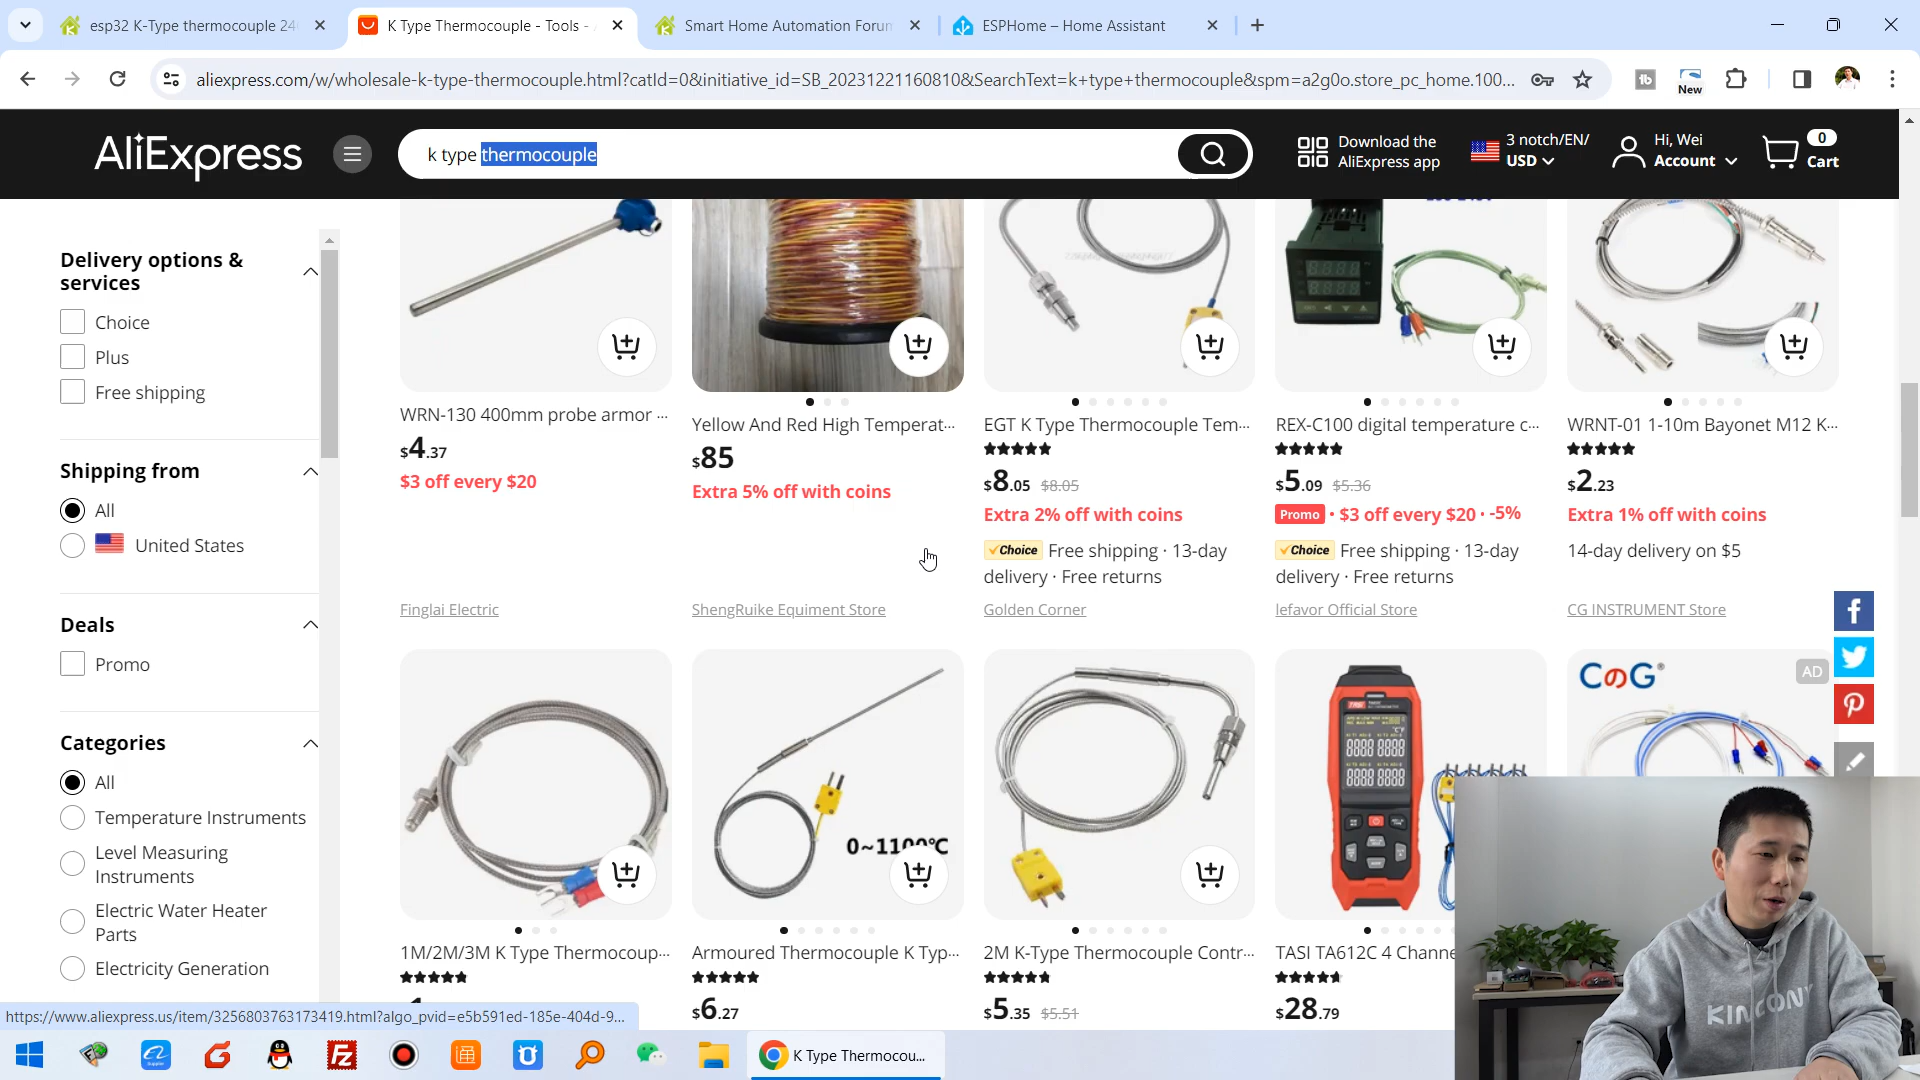 esp32 K-Type thermocouple 24
K Type Thermocouple - Tools -
Smart Home Automation Forum
ESPHome – Home Assistant
aliexpress.com/w/wholesale-k-type-thermocouple.html?catId=0&initiative_id=SB_20231221160810&SearchText=k+type+thermocouple&spm=a2g0o.store_pc_home.100...
New
AliExpress
k type thermocouple
Download the
AliExpress app
3 notch/EN/
USD
Hi, Wei
Account
0
Cart
Delivery options &
services
Choice
Plus
Free shipping
Shipping from
All
United States
Deals
Promo
Categories
All
Temperature Instruments
Level Measuring
Instruments
Electric Water Heater
Parts
Electricity Generation
WRN-130 400mm probe armor ...
$4.37
$3 off every $20
Finglai Electric
Yellow And Red High Temperat...
$85
Extra 5% off with coins
ShengRuike Equiment Store
EGT K Type Thermocouple Tem...
$8.05 $8.05
Extra 2% off with coins
Choice Free shipping · 13-day
delivery · Free returns
Golden Corner
REX-C100 digital temperature c...
$5.09 $5.36
Promo · $3 off every $20 · -5%
Choice Free shipping · 13-day
delivery · Free returns
lefavor Official Store
WRNT-01 1-10m Bayonet M12 K...
$2.23
Extra 1% off with coins
14-day delivery on $5
CG INSTRUMENT Store
0~1100℃
CのG
AD
1M/2M/3M K Type Thermocoup...
Armoured Thermocouple K Typ...
$6.27
2M K-Type Thermocouple Contr...
$5.35 $5.51
TASI TA612C 4 Channe
$28.79
KINCONY
https://www.aliexpress.us/item/3256803763173419.html?algo_pvid=e5b591ed-185e-404d-9...
K Type Thermocou...